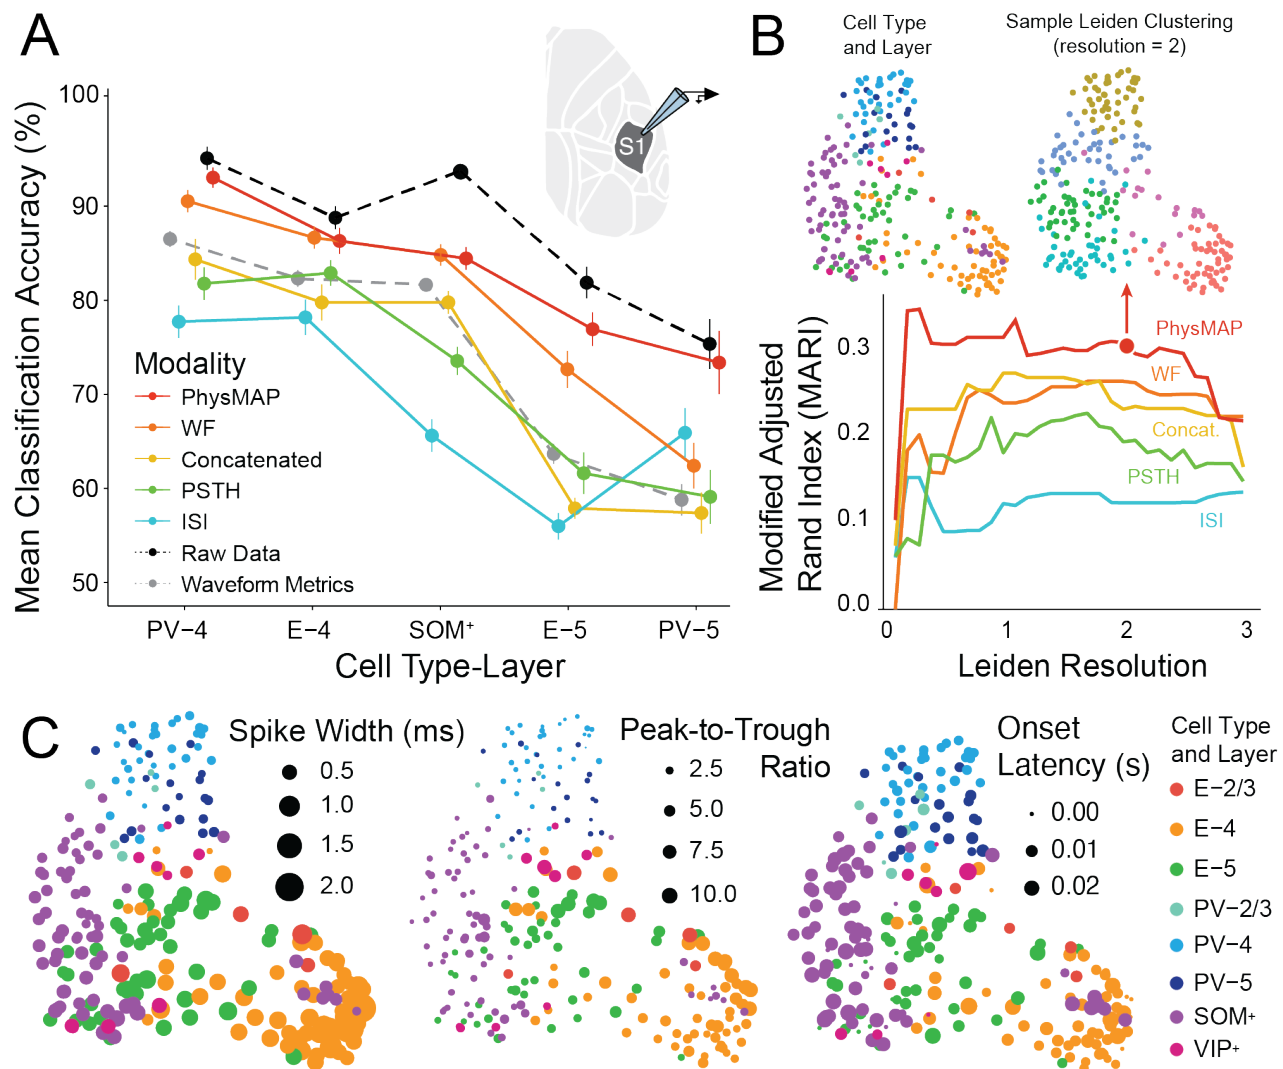 A
Mean Classification Accuracy (%)
100
90
80
70
60
50
S1
Modality
PhysMAP
WF
Concatenated
PSTH
ISI
Raw Data
Waveform Metrics
PV−4
E−4
SOM+
E−5
PV−5
Cell Type-Layer
B
Cell Type
and Layer
Sample Leiden Clustering
(resolution = 2)
Modified Adjusted
Rand Index (MARI)
0.3
0.2
0.1
0.0
PhysMAP
WF
Concat.
PSTH
ISI
0
1
2
3
Leiden Resolution
C
Spike Width (ms)
0.5
1.0
1.5
2.0
Peak-to-Trough
Ratio
2.5
5.0
7.5
10.0
Onset
Latency (s)
0.00
0.01
0.02
Cell Type
and Layer
E−2/3
E−4
E−5
PV−2/3
PV−4
PV−5
SOM+
VIP+